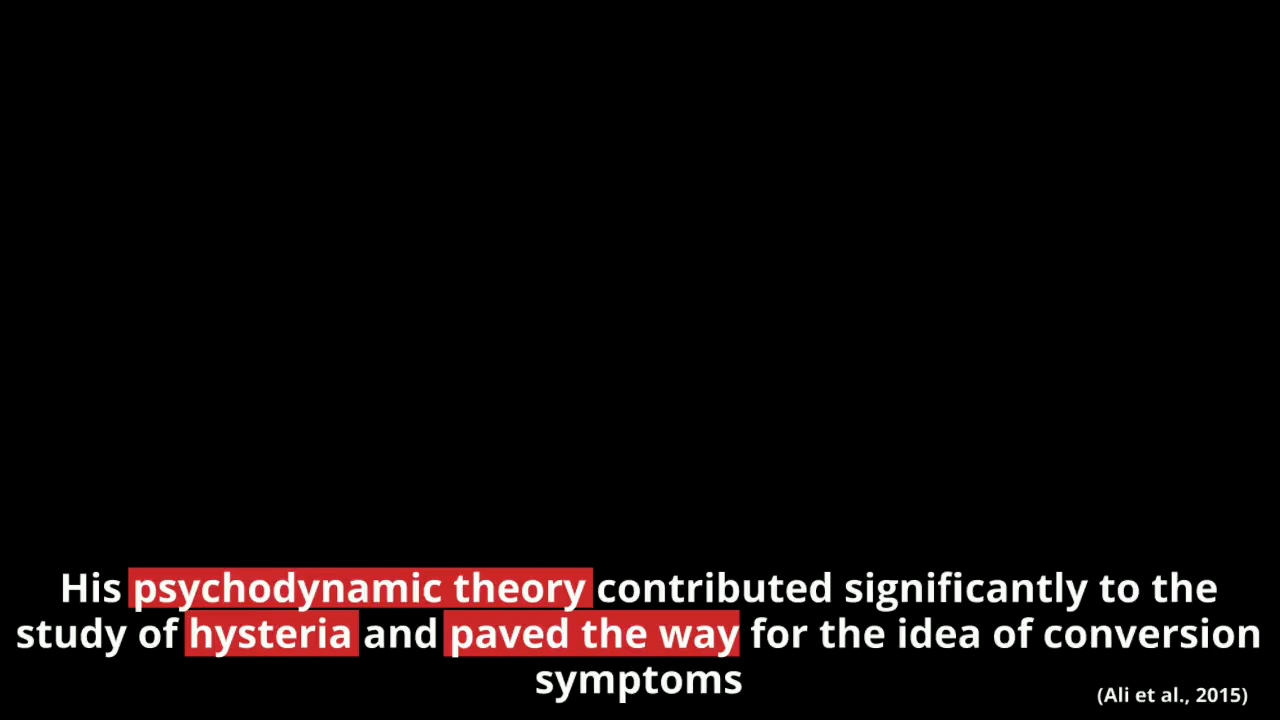 His psychodynamic theory contributed significantly to the
study of hysteria and paved the way for the idea of conversion
symptoms
(Ali et al., 2015)